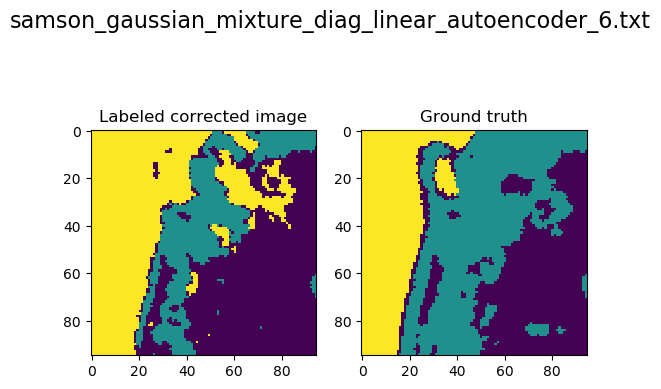 samson_gaussian_mixture_diag_linear_autoencoder_6.txt
Labeled corrected image
Ground truth
0
20
40
60
80
0 20 40 60 80
0
20
40
60
80
0 20 40 60 80